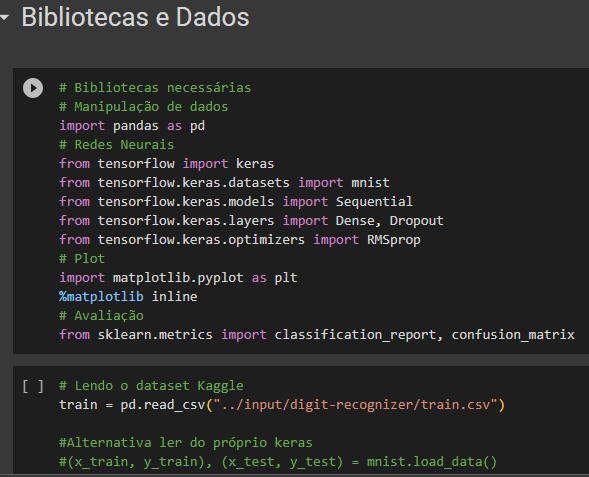 Bibliotecas e Dados
# Bibliotecas necessárias
# Manipulação de dados
import pandas as pd
# Redes Neurais
from tensorflow import keras
from tensorflow.keras.datasets import mnist
from tensorflow.keras.models import Sequential
from tensorflow.keras.layers import Dense, Dropout
from tensorflow.keras.optimizers import RMSprop
# Plot
import matplotlib.pyplot as plt
%matplotlib inline
# Avaliação
from sklearn.metrics import classification_report, confusion_matrix
[ ] # Lendo o dataset Kaggle
train = pd.read_csv("../input/digit-recognizer/train.csv")
#Alternativa ler do próprio keras
#(x_train, y_train), (x_test, y_test) = mnist.load_data()